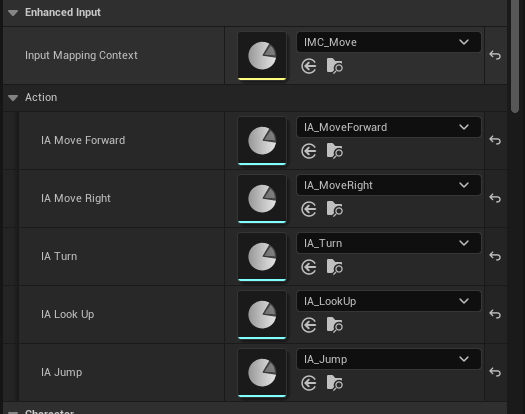 Enhanced Input
Input Mapping Context
IMC_Move
Action
IA Move Forward
IA_MoveForward
IA Move Right
IA_MoveRight
IA Turn
IA_Turn
IA Look Up
IA_LookUp
IA Jump
IA_Jump
Character